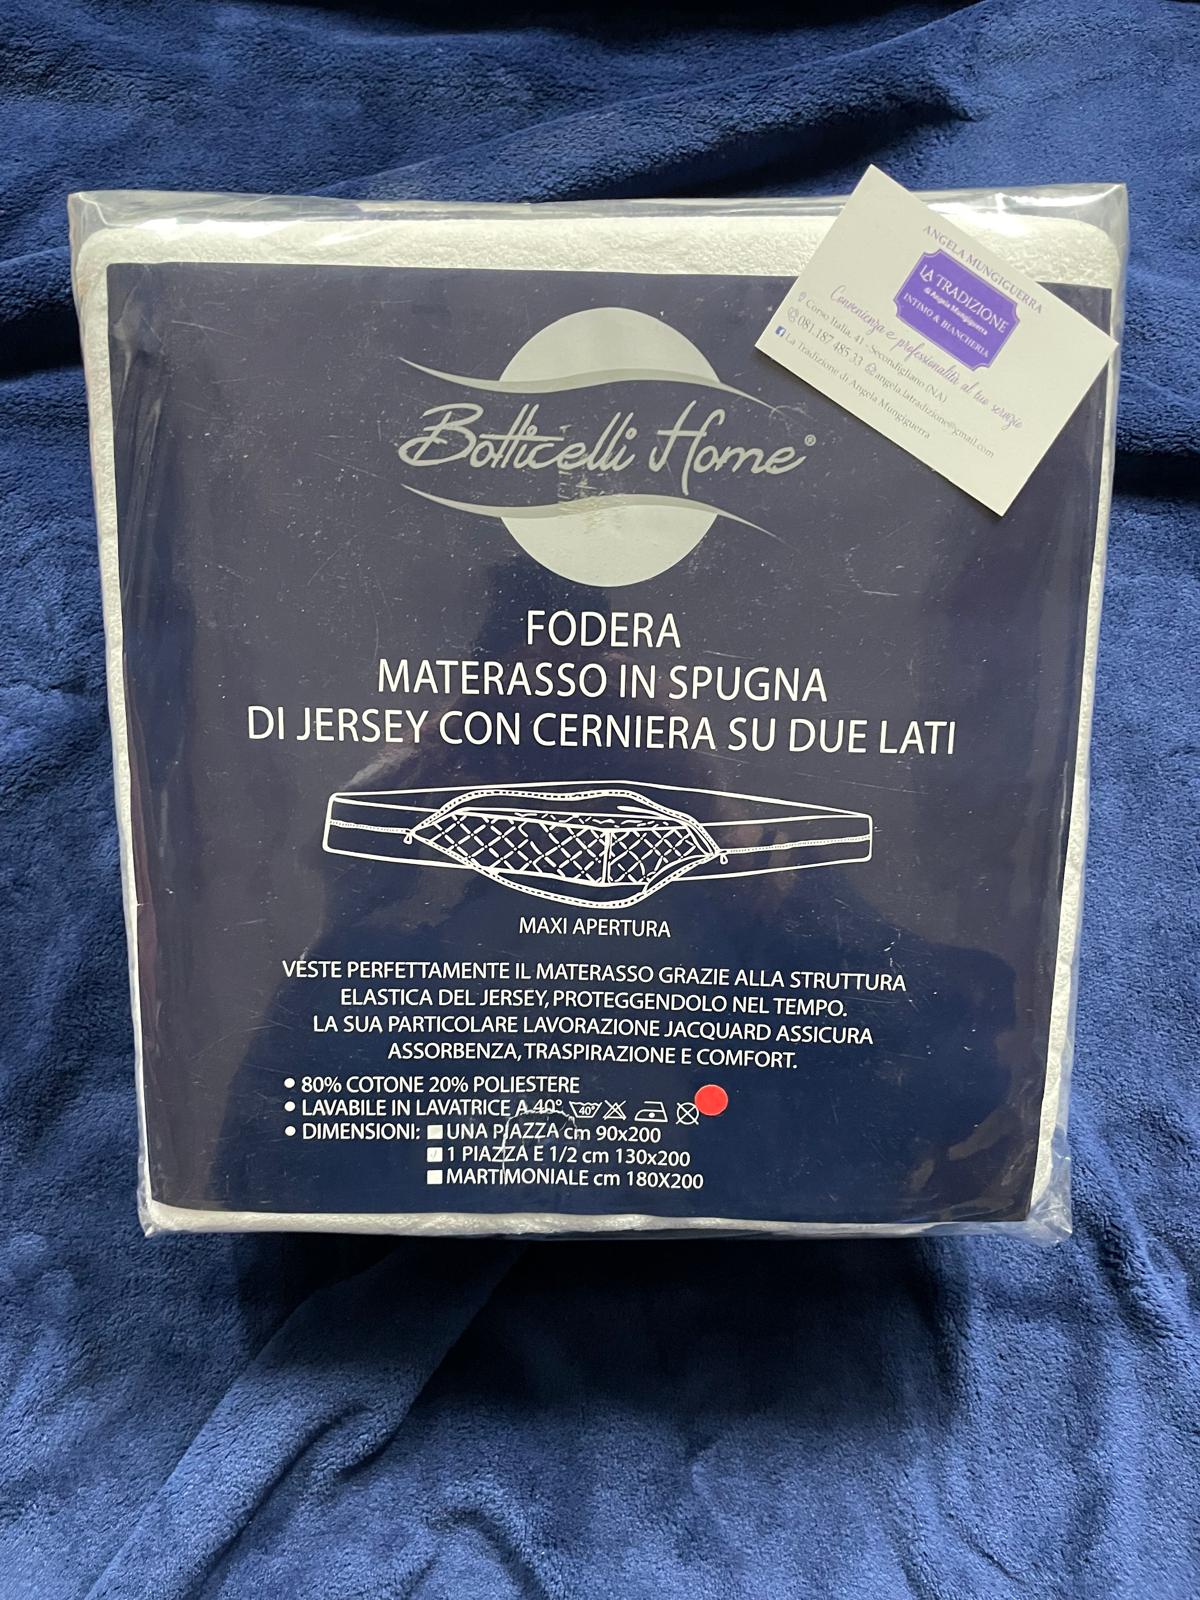 ANGELA MUNGIGUERRA
LA TRADIZIONE
di Angela Mungiguerra
INTIMO & BIANCHERIA
Convenienza e professionalità al tuo servizio
Corso Italia, 41 - Secondigliano (NA)
081.187 485 33 angela.latradizione@gmail.com
La Tradizione di Angela Mungiguerra
Botticelli Home®
FODERA
MATERASSO IN SPUGNA
DI JERSEY CON CERNIERA SU DUE LATI
MAXI APERTURA
VESTE PERFETTAMENTE IL MATERASSO GRAZIE ALLA STRUTTURA
ELASTICA DEL JERSEY, PROTEGGENDOLO NEL TEMPO.
LA SUA PARTICOLARE LAVORAZIONE JACQUARD ASSICURA
ASSORBENZA, TRASPIRAZIONE E COMFORT.
• 80% COTONE 20% POLIESTERE
• LAVABILE IN LAVATRICE A 40° 40°
• DIMENSIONI: UNA PIAZZA cm 90x200
1 PIAZZA E 1/2 cm 130x200
MARTIMONIALE cm 180X200